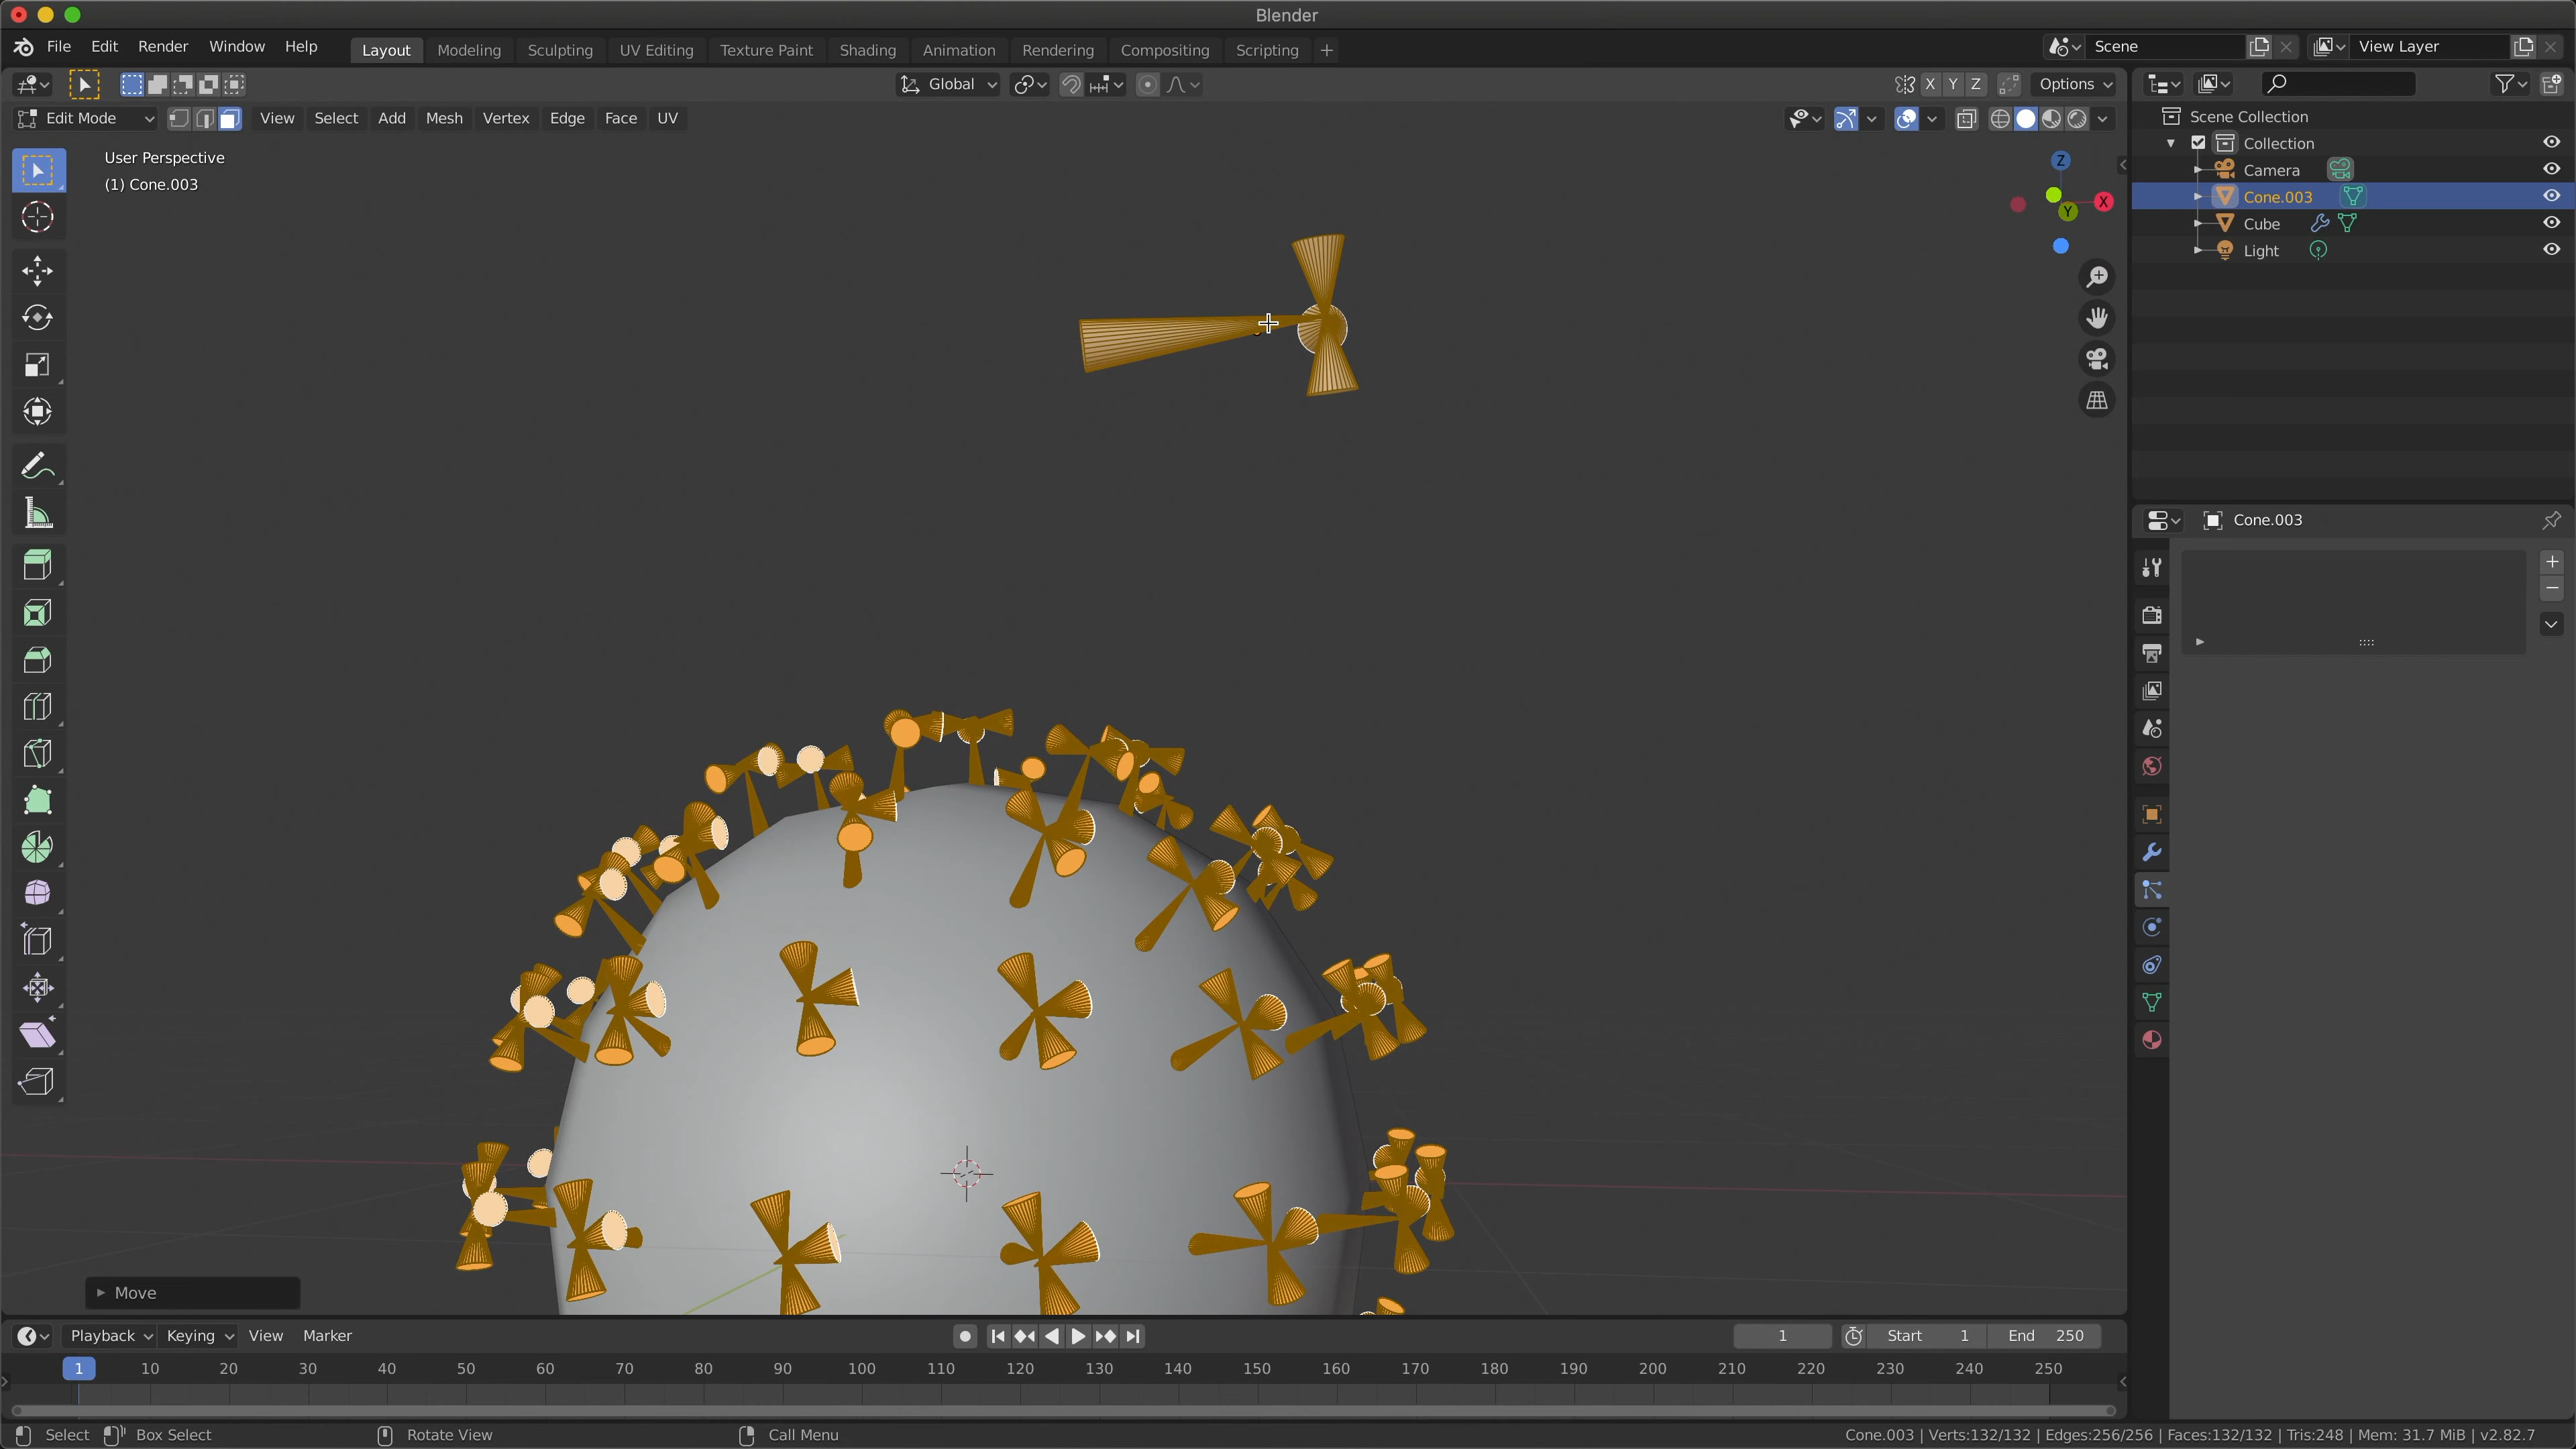 Blender
File Edit Render Window Help Layout Modeling Sculpting UV Editing Texture Paint Shading Animation Rendering Compositing Scripting + Scene View Layer
Global X Y Z Options
Edit Mode View Select Add Mesh Vertex Edge Face UV
User Perspective
(1) Cone.003
Z
X
Y
Scene Collection
Collection
Camera
Cone.003
Cube
Light
Cone.003
Move
Playback Keying View Marker 1 Start 1 End 250
1 10 20 30 40 50 60 70 80 90 100 110 120 130 140 150 160 170 180 190 200 210 220 230 240 250
Select Box Select Rotate View Call Menu Cone.003 | Verts:132/132 | Edges:256/256 | Faces:132/132 | Tris:248 | Mem: 31.7 MiB | v2.82.7